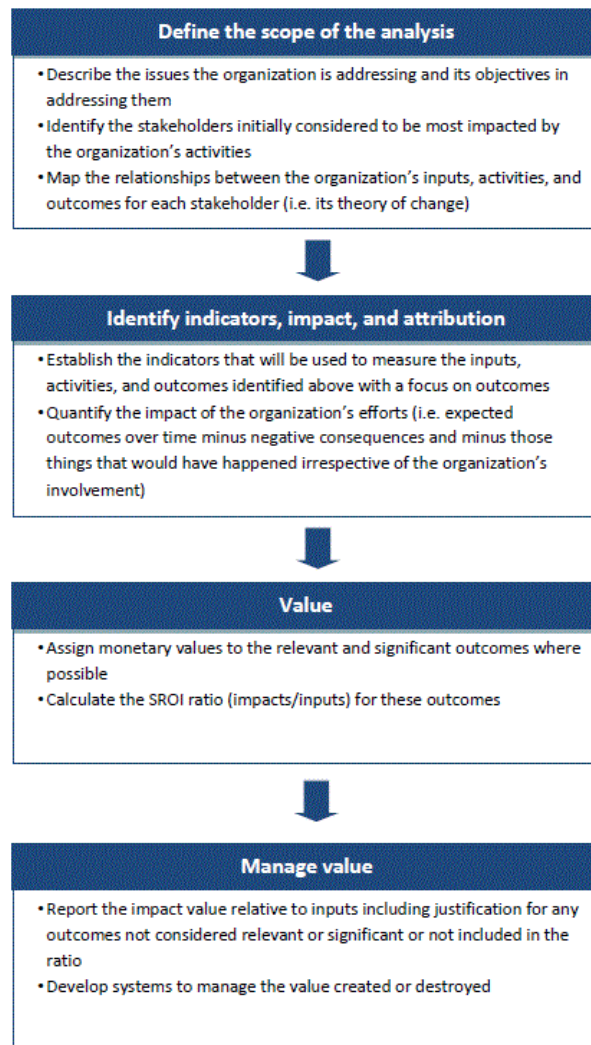 Define the scope of the analysis
• Describe the issues the organization is addressing and its objectives in
addressing them
• Identify the stakeholders initially considered to be most impacted by
the organization's activities
• Map the relationships between the organization's inputs, activities, and
outcomes for each stakeholder (i.e. its theory of change)
Identify indicators, impact, and attribution
• Establish the indicators that will be used to measure the inputs,
activities, and outcomes identified above with a focus on outcomes
• Quantify the impact of the organization's efforts (i.e. expected
outcomes over time minus negative consequences and minus those
things that would have happened irrespective of the organization's
involvement)
Value
• Assign monetary values to the relevant and significant outcomes where
possible
• Calculate the SROI ratio (impacts/inputs) for these outcomes
Manage value
• Report the impact value relative to inputs including justification for any
outcomes not considered relevant or significant or not included in the
ratio
• Develop systems to manage the value created or destroyed